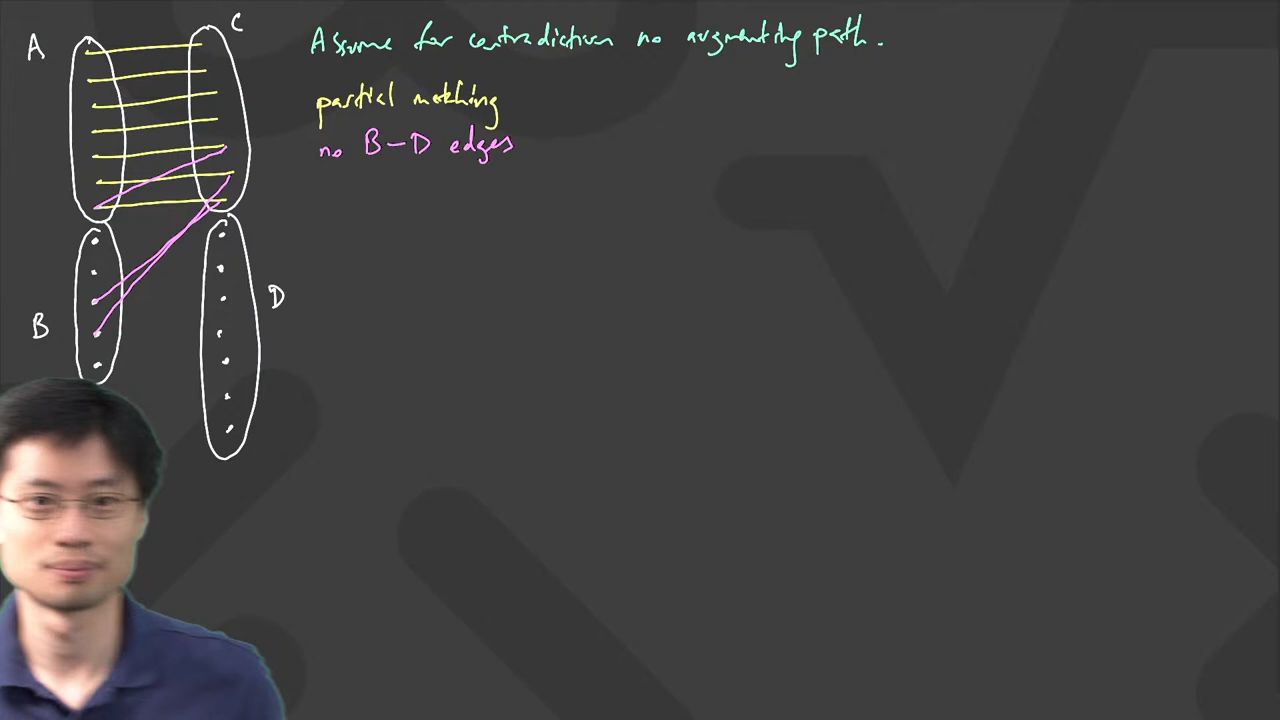 A
C
Assume for contradiction no augmenting path.
partial matching
no B-D edges
B
D